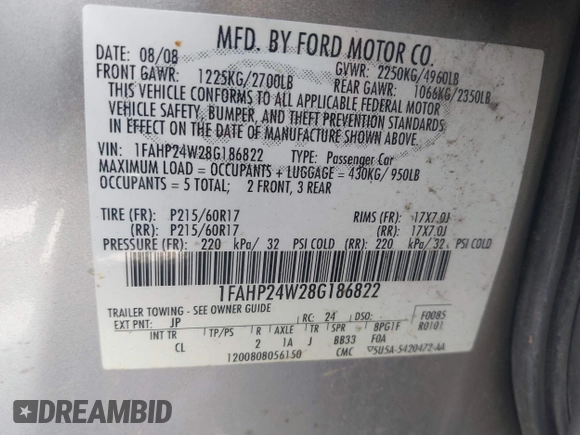 MFD. BY FORD MOTOR CO.
DATE: 08/08 GVWR: 2250KG/4960LB
FRONT GAWR: 1225KG/2700LB REAR GAWR: 1066KG/2350LB
THIS VEHICLE CONFORMS TO ALL APPLICABLE FEDERAL MOTOR
VEHICLE SAFETY, BUMPER, AND THEFT PREVENTION STANDARDS
IN EFFECT ON THE DATE OF MANUFACTURE SHOWN ABOVE.
VIN: 1FAHP24W28G186822 TYPE: Passenger Car
MAXIMUM LOAD = OCCUPANTS + LUGGAGE = 430KG/ 950LB
OCCUPANTS = 5 TOTAL; 2 FRONT, 3 REAR
TIRE (FR): P215/60R17 RIMS (FR): 17X7.0J
(RR): P215/60R17 (RR): 17X7.0J
PRESSURE (FR): 220 kPa/ 32 PSI COLD (RR): 220 kPa/ 32 PSI COLD
1FAHP24W28G186822
TRAILER TOWING - SEE OWNER GUIDE
EXT PNT: JP RC: 24 DSO: F0085
INT TR TP/PS R AXLE TR SPR BPG1F R0101
CL 2 1A J BB33 F0A
1200808056150 CMC 5U5A-5420472-AA
DREAMBID